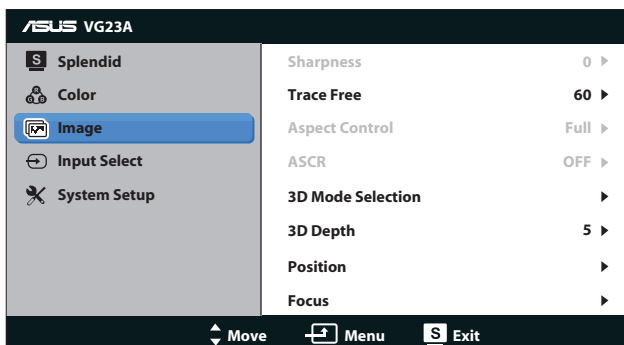 ASUS VG23A
S Splendid
Color
Image
Input Select
System Setup
Sharpness 0
Trace Free 60
Aspect Control Full
ASCR OFF
3D Mode Selection
3D Depth 5
Position
Focus
Move Menu S Exit